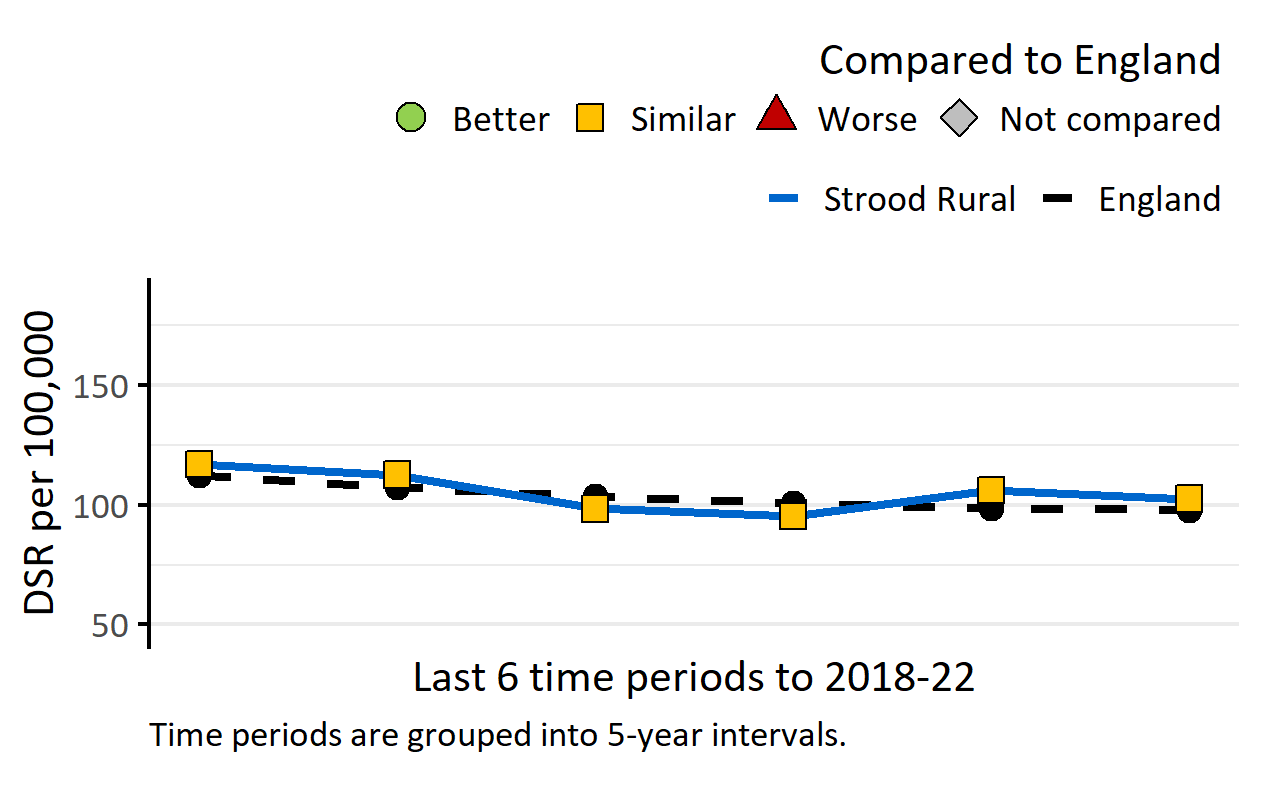 Compared to England
Better Similar Worse Not compared
Strood Rural England
DSR per 100,000
150
100
50
Last 6 time periods to 2018-22
Time periods are grouped into 5-year intervals.